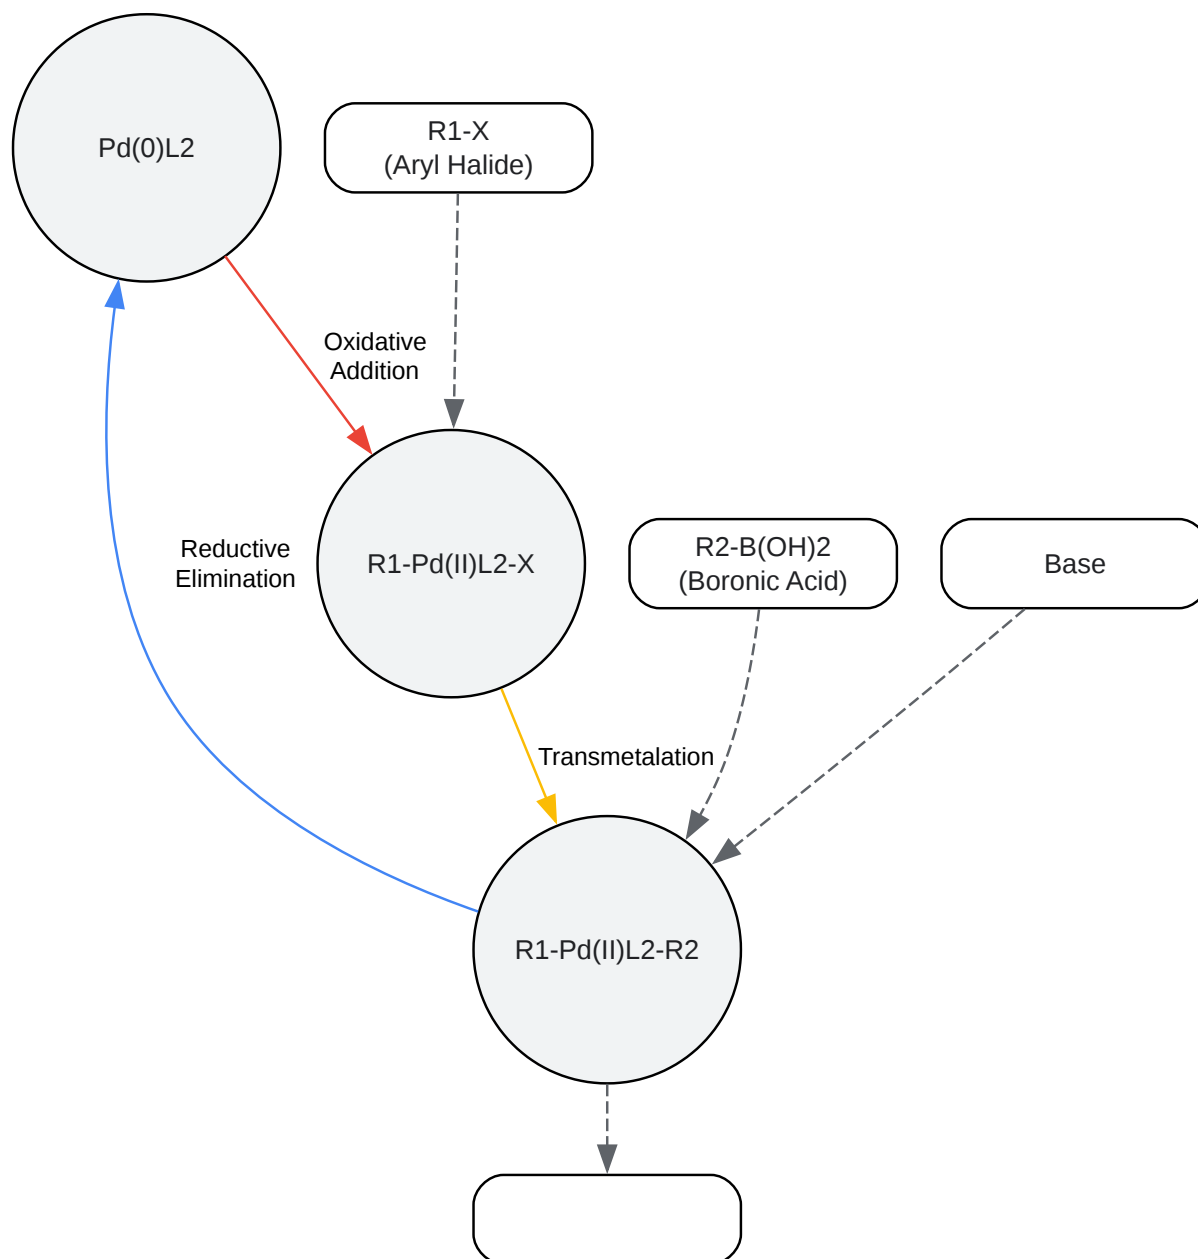 Pd(0)L2
R1-X
(Aryl Halide)
Oxidative
Addition
Reductive
Elimination
R1-Pd(II)L2-X
R2-B(OH)2
(Boronic Acid)
Base
Transmetalation
R1-Pd(II)L2-R2